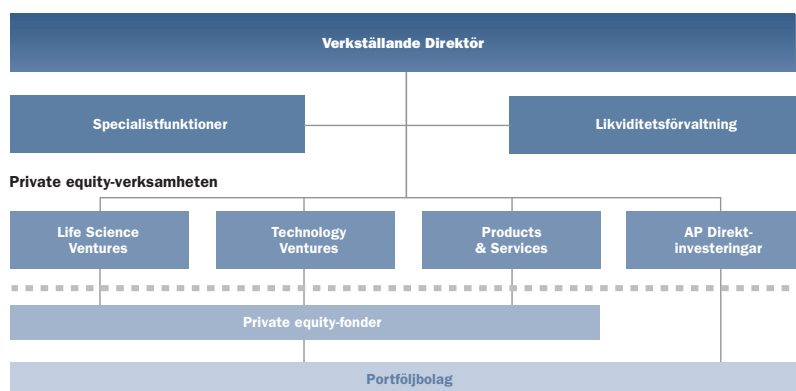 Verkställande Direktör
Specialistfunktioner
Likviditetsförvaltning
Private equity-verksamheten
Life Science
Ventures
Technology
Ventures
Products
& Services
AP Direkt-
investeringar
Private equity-fonder
Portföljbolag